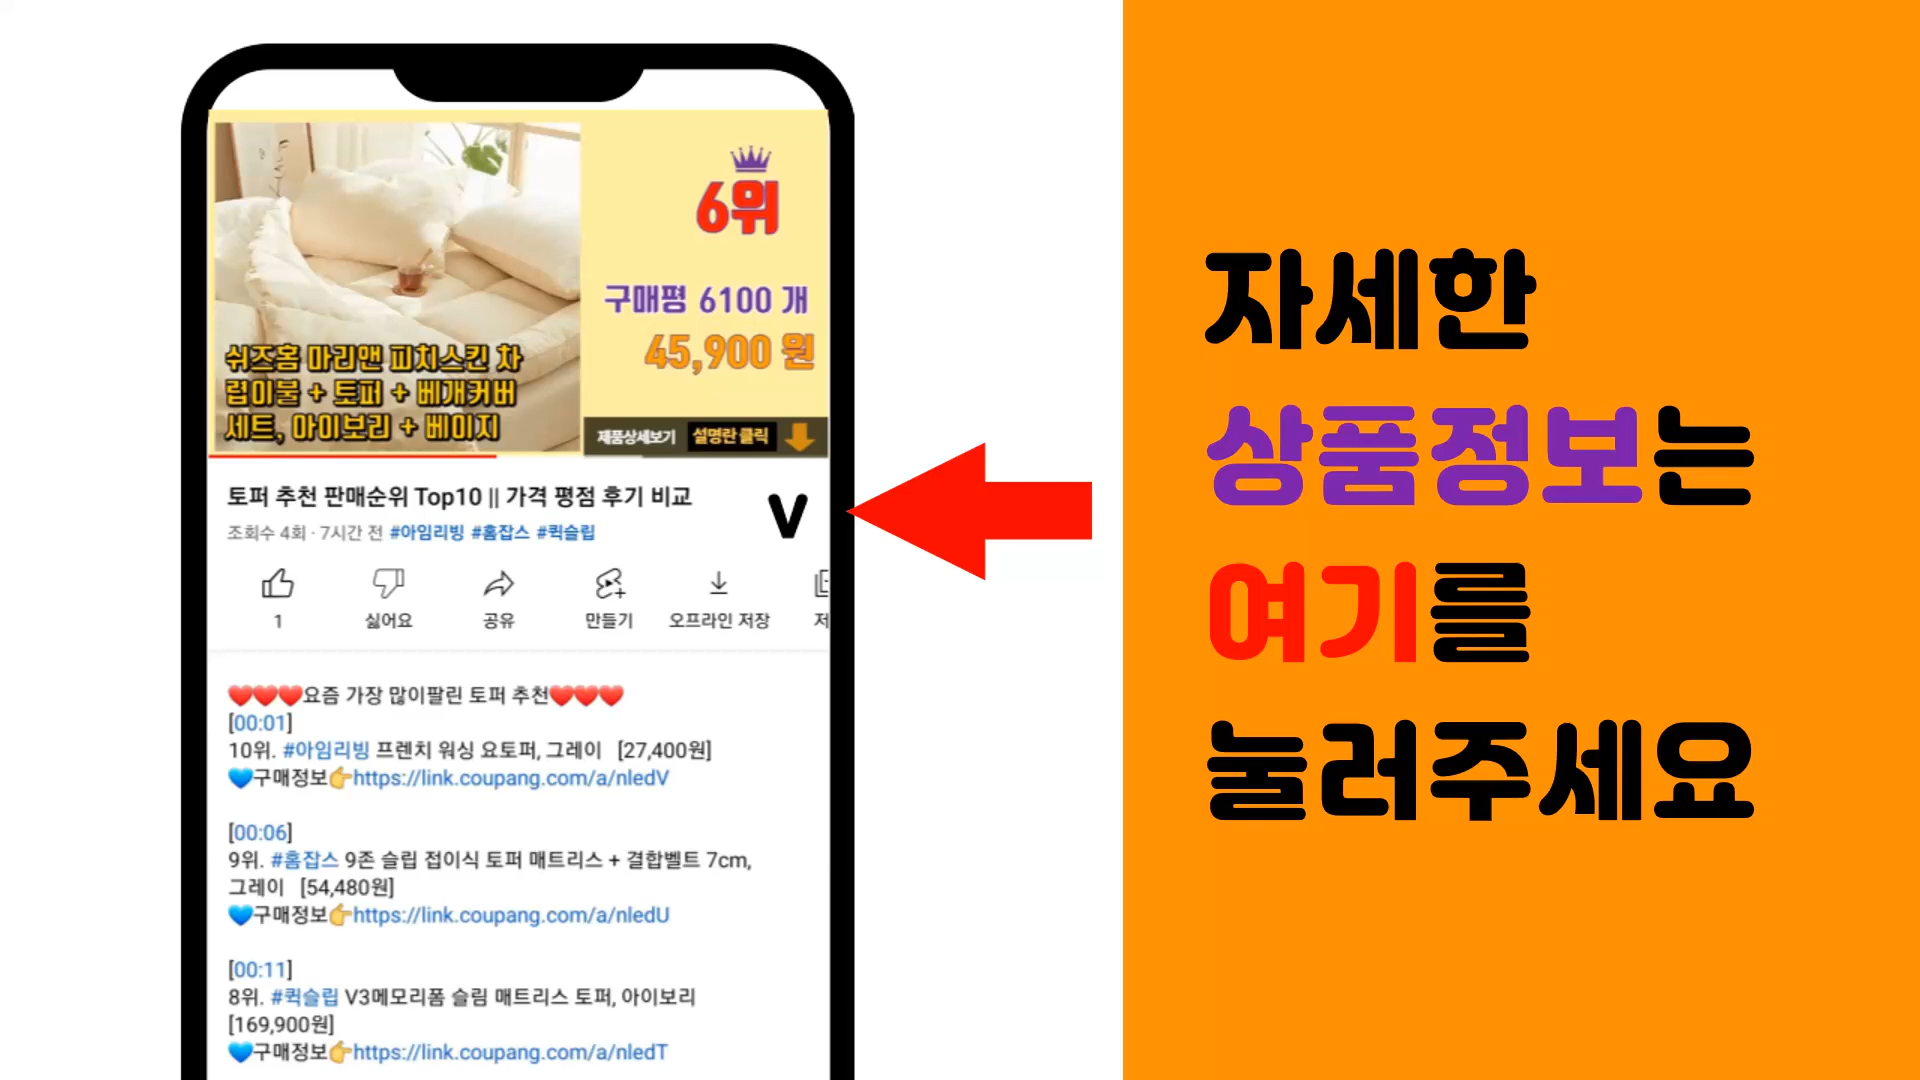 6위
구매평 6100 개
45,900 원
쉬즈홈 마리앤 피치스킨 차
렵이불 + 토퍼 + 베개커버
세트, 아이보리 + 베이지
제품상세보기 설명란 클릭
토퍼 추천 판매순위 Top10 || 가격 평점 후기 비교
V
조회수 4회 · 7시간 전 #아임리빙 #홈잡스 #퀵슬립
1 싫어요 공유 만들기 오프라인 저장 저
❤️❤️❤️요즘 가장 많이팔린 토퍼 추천❤️❤️❤️
[00:01]
10위. #아임리빙 프렌치 워싱 요토퍼, 그레이 [27,400원]
💙구매정보👉https://link.coupang.com/a/nledV
[00:06]
9위. #홈잡스 9존 슬립 접이식 토퍼 매트리스 + 결합벨트 7cm,
그레이 [54,480원]
💙구매정보👉https://link.coupang.com/a/nledU
[00:11]
8위. #퀵슬립 V3메모리폼 슬림 매트리스 토퍼, 아이보리
[169,900원]
💙구매정보👉https://link.coupang.com/a/nledT
자세한
상품정보는
여기를
눌러주세요